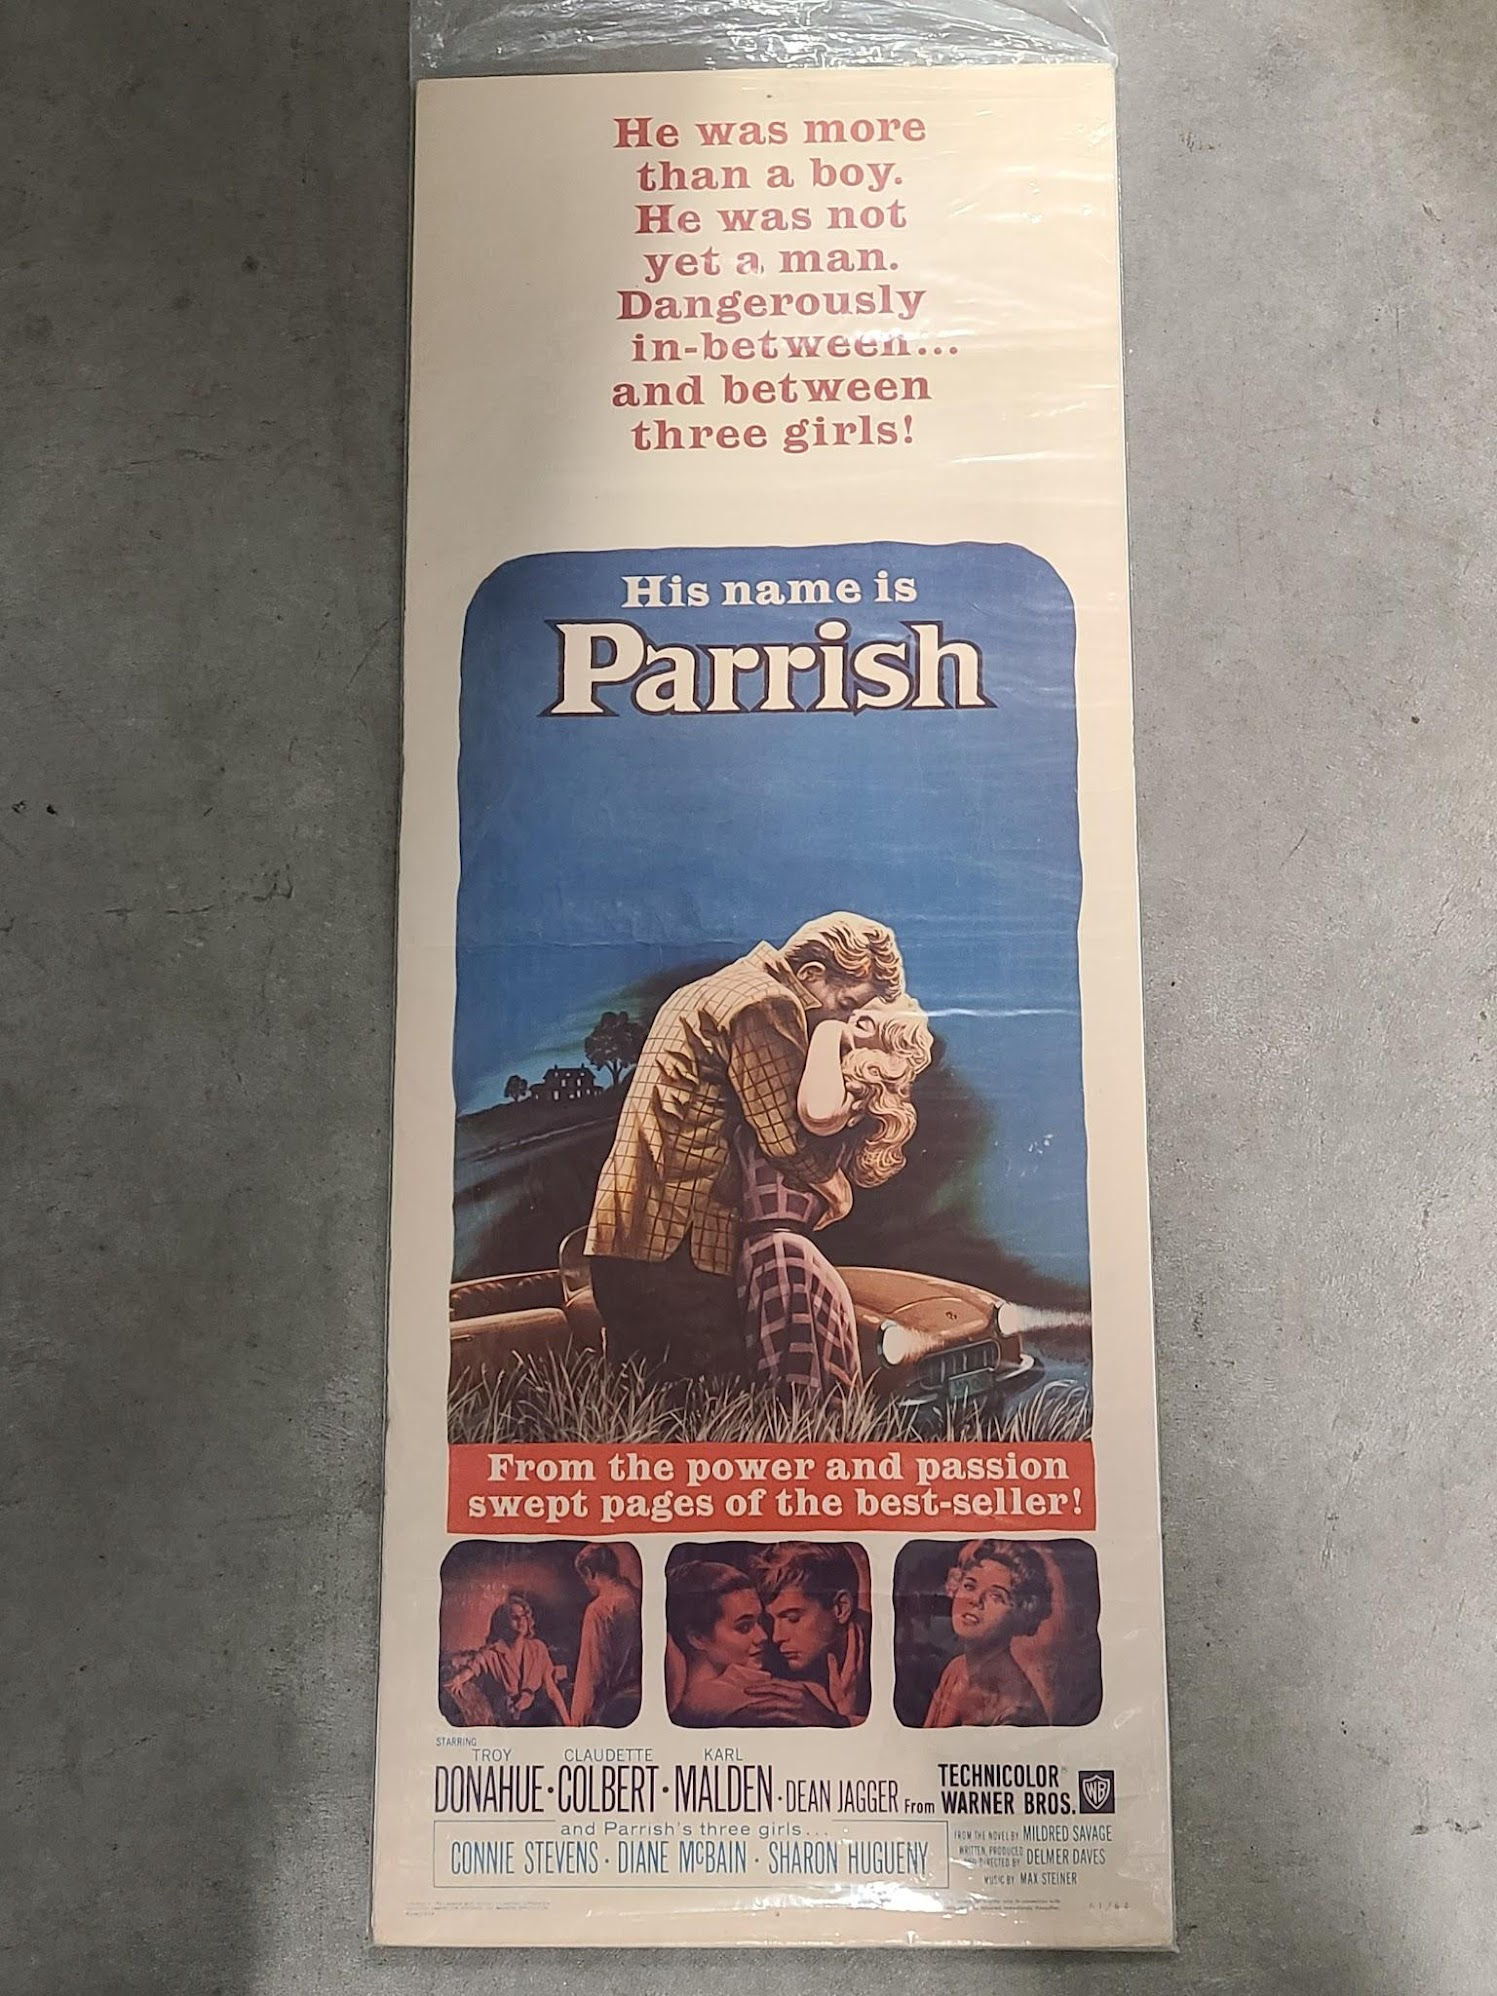 He was more
than a boy.
He was not
yet a man.
Dangerously
in-between...
and between
three girls!
His name is
Parrish
From the power and passion
swept pages of the best-seller!
STARRING
TROY CLAUDETTE KARL
DONAHUE · COLBERT · MALDEN · DEAN JAGGER From
TECHNICOLOR®
WARNER BROS. WB
and Parrish's three girls...
CONNIE STEVENS · DIANE McBAIN · SHARON HUGUENY
FROM THE NOVEL BY MILDRED SAVAGE
WRITTEN, PRODUCED
AND DIRECTED BY DELMER DAVES
MUSIC BY MAX STEINER